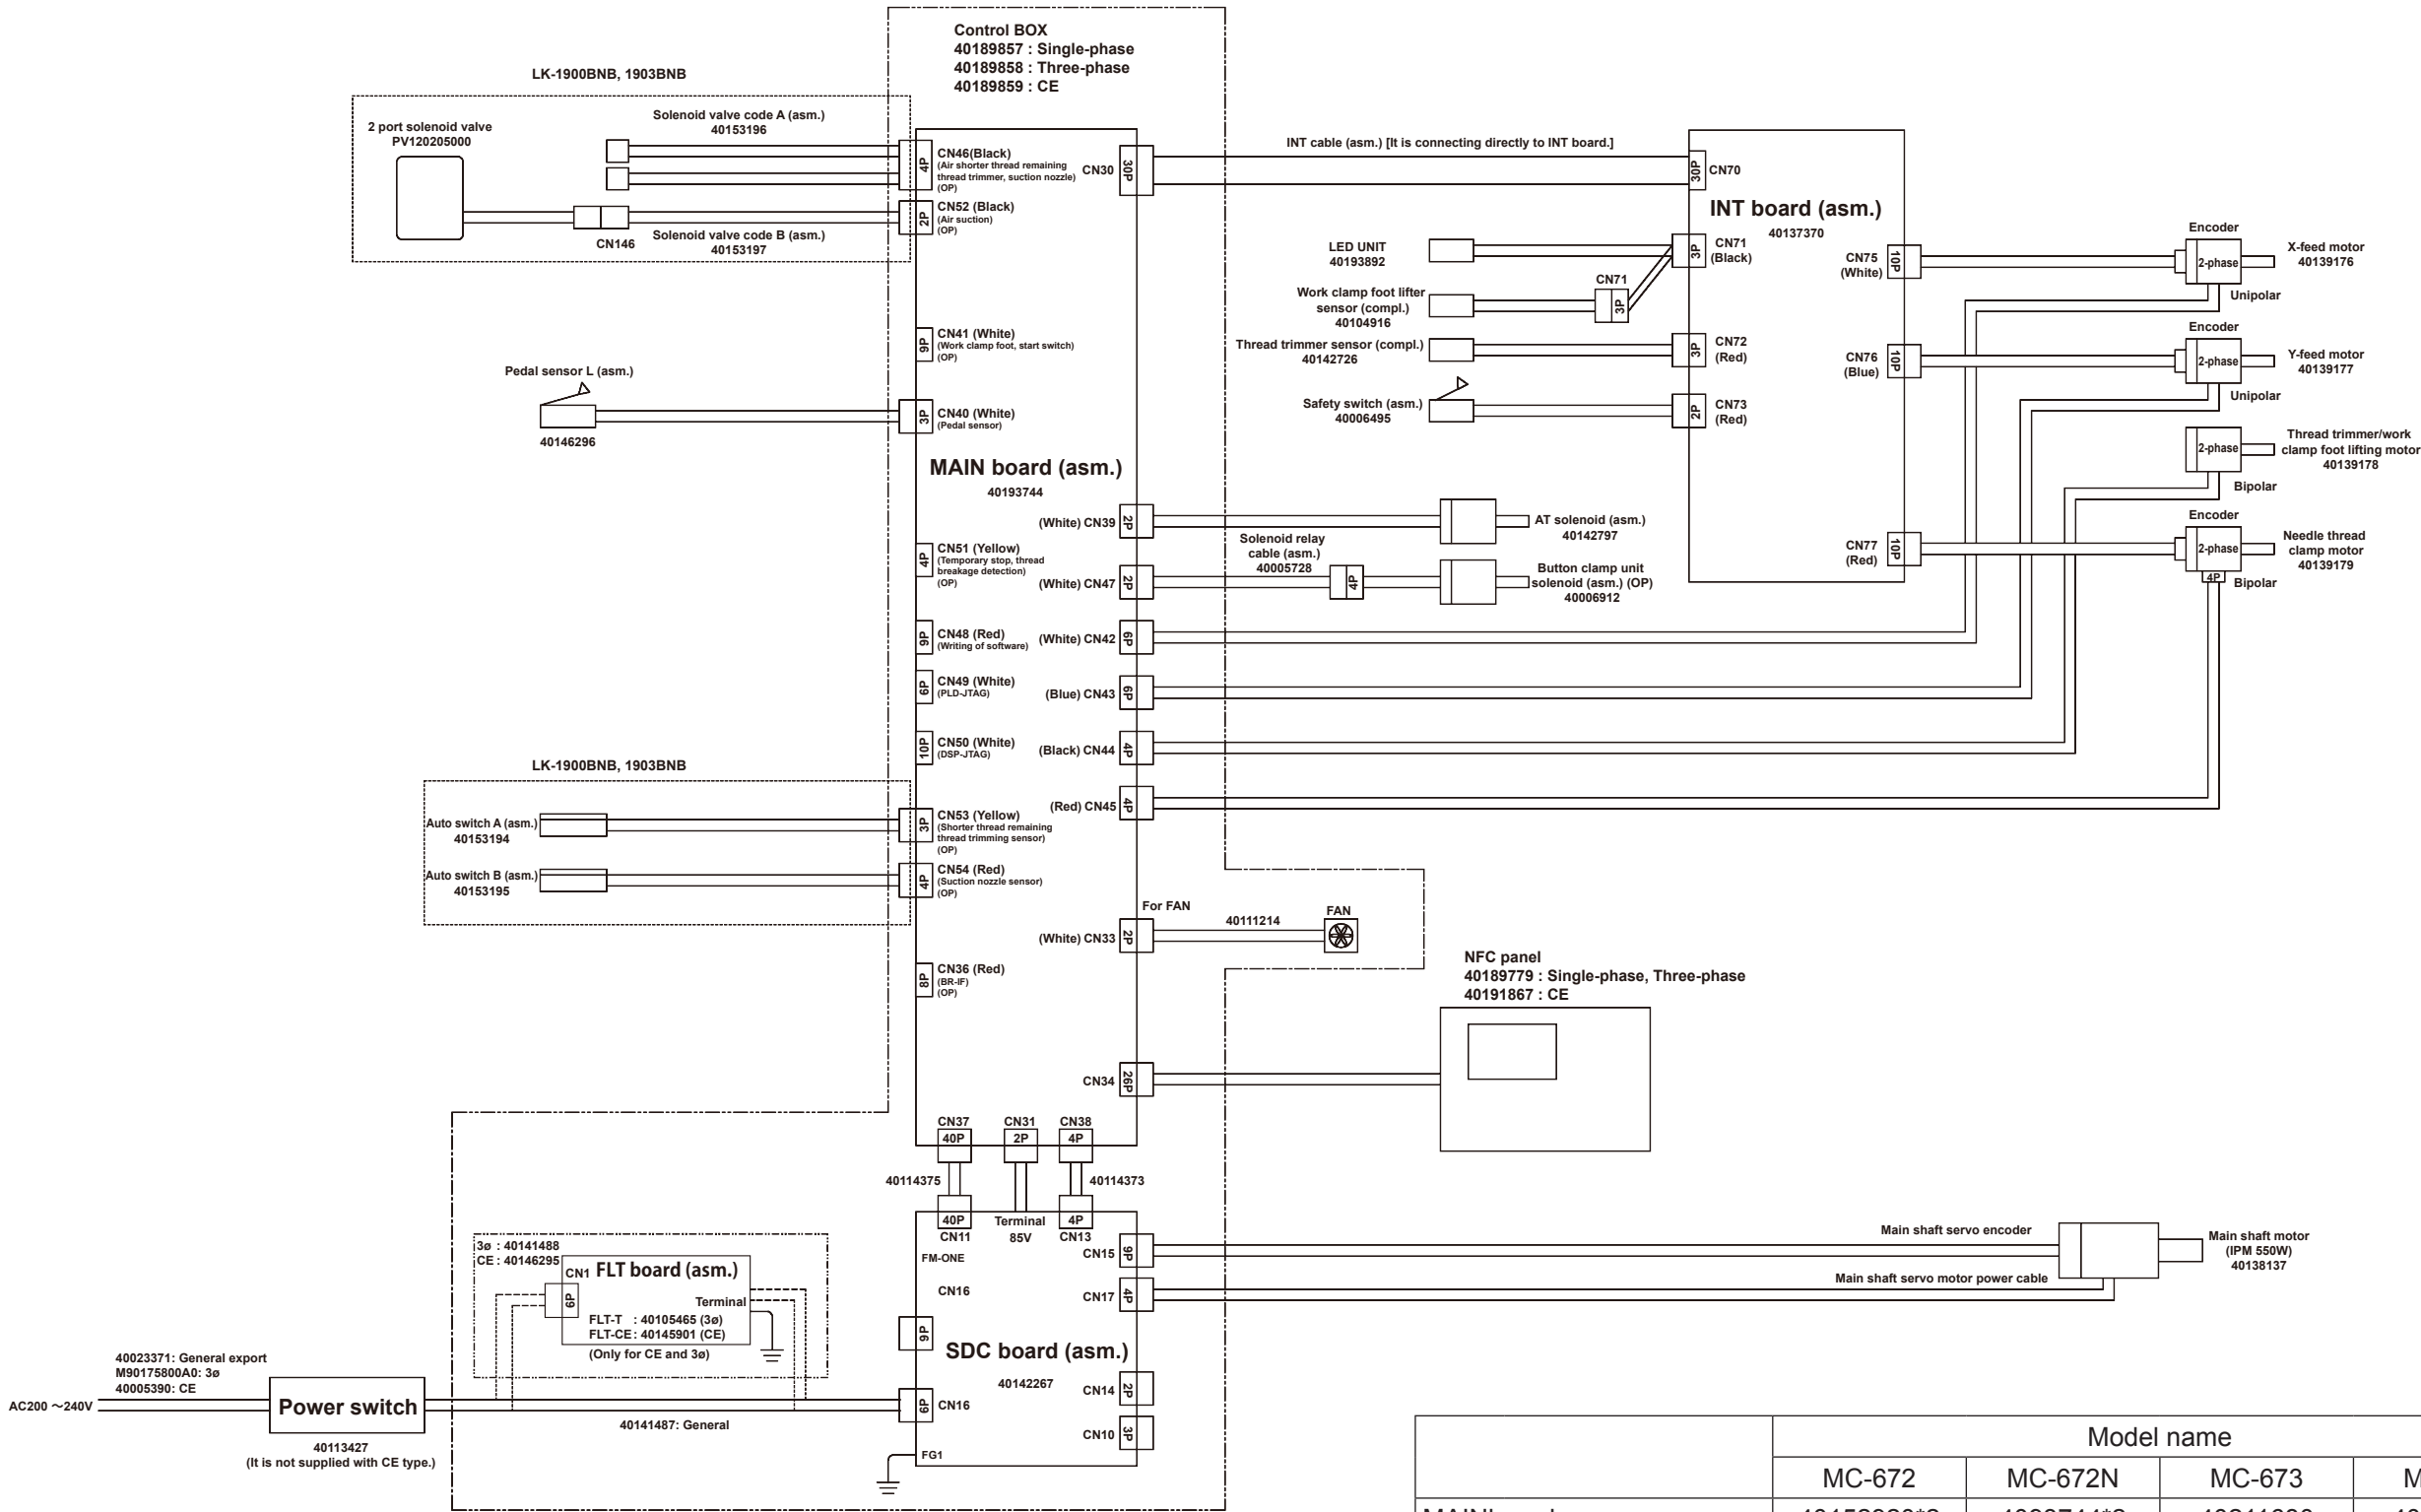 Control BOX
40189857 : Single-phase
40189858 : Three-phase
40189859 : CE
LK-1900BNB, 1903BNB
2 port solenoid valve
PV120205000
Solenoid valve code A (asm.)
40153196
CN146
Solenoid valve code B (asm.)
40153197
4P
CN46(Black)
(Air shorter thread remaining
thread trimmer, suction nozzle)
(OP)
2P
CN52 (Black)
(Air suction)
(OP)
9P
CN41 (White)
(Work clamp foot, start switch)
(OP)
Pedal sensor L (asm.)
40146296
3P
CN40 (White)
(Pedal sensor)
MAIN board (asm.)
40193744
4P
CN51 (Yellow)
(Temporary stop, thread
breakage detection)
(OP)
9P
CN48 (Red)
(Writing of software)
6P
CN49 (White)
(PLD-JTAG)
10P
CN50 (White)
(DSP-JTAG)
LK-1900BNB, 1903BNB
Auto switch A (asm.)
40153194
3P
CN53 (Yellow)
(Shorter thread remaining
thread trimming sensor)
(OP)
Auto switch B (asm.)
40153195
4P
CN54 (Red)
(Suction nozzle sensor)
(OP)
8P
CN36 (Red)
(BR-IF)
(OP)
CN30
30P
INT cable (asm.) [It is connecting directly to INT board.]
30P
CN70
INT board (asm.)
40137370
LED UNIT
40193892
3P
CN71
(Black)
Work clamp foot lifter
sensor (compl.)
40104916
CN71
3P
Thread trimmer sensor (compl.)
40142726
3P
CN72
(Red)
Safety switch (asm.)
40006495
2P
CN73
(Red)
CN75
(White)
10P
CN76
(Blue)
10P
CN77
(Red)
10P
Encoder
2-phase
X-feed motor
40139176
Unipolar
Encoder
2-phase
Y-feed motor
40139177
Unipolar
2-phase
Thread trimmer/work
clamp foot lifting motor
40139178
Bipolar
Encoder
2-phase
Needle thread
clamp motor
40139179
4P
Bipolar
(White) CN39
2P
AT solenoid (asm.)
40142797
(White) CN47
2P
Solenoid relay
cable (asm.)
40005728
4P
Button clamp unit
solenoid (asm.) (OP)
40006912
(White) CN42
6P
(Blue) CN43
6P
(Black) CN44
4P
(Red) CN45
4P
For FAN
(White) CN33
2P
40111214
FAN
NFC panel
40189779 : Single-phase, Three-phase
40191867 : CE
CN34
26P
CN37
40P
CN31
2P
CN38
4P
40114375
40114373
40P
CN11
Terminal
85V
4P
CN13
FM-ONE
CN16
9P
SDC board (asm.)
40142267
CN15
9P
CN17
4P
CN14
2P
CN10
3P
6P
CN16
FG1
Main shaft servo encoder
Main shaft servo motor power cable
Main shaft motor
(IPM 550W)
40138137
3ø : 40141488
CE : 40146295
CN1
6P
FLT board (asm.)
Terminal
FLT-T : 40105465 (3ø)
FLT-CE: 40145901 (CE)
(Only for CE and 3ø)
40023371: General export
M90175800A0: 3ø
40005390: CE
AC200 ~240V
Power switch
40113427
(It is not supplied with CE type.)
40141487: General
Model name
MC-672 MC-672N MC-673